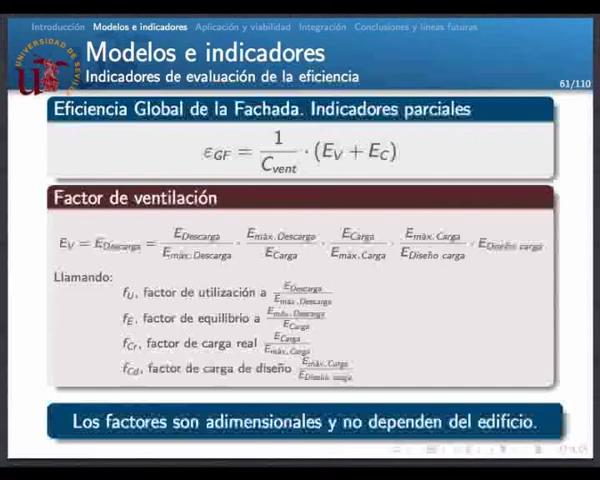 Introducción Modelos e indicadores Aplicación y viabilidad Integración Conclusiones y líneas futuras
UNIVERSIDAD DE SEVILLA
Modelos e indicadores
Indicadores de evaluación de la eficiencia
61/110
Eficiencia Global de la Fachada. Indicadores parciales
ε_GF = 1 / C_vent · (E_V + E_C)
Factor de ventilación
E_V = E_Descarga = E_Descarga / E_máx.Descarga · E_máx.Descarga / E_Carga · E_Carga / E_máx.Carga · E_máx.Carga / E_Diseño carga · E_Diseño carga
Llamando:
f_U, factor de utilización a E_Descarga / E_máx.Descarga
f_E, factor de equilibrio a E_máx.Descarga / E_Carga
f_Cr, factor de carga real E_Carga / E_máx.Carga
f_Cd, factor de carga de diseño E_máx.Carga / E_Diseño carga
Los factores son adimensionales y no dependen del edificio.